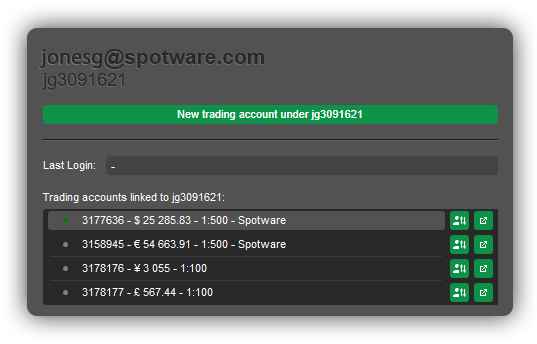 jonesg@spotware.com
jg3091621
New trading account under jg3091621
Last Login: -
Trading accounts linked to jg3091621:
3177636 - $ 25 285.83 - 1:500 - Spotware
3158945 - € 54 663.91 - 1:500 - Spotware
3178176 - ¥ 3 055 - 1:100
3178177 - £ 567.44 - 1:100